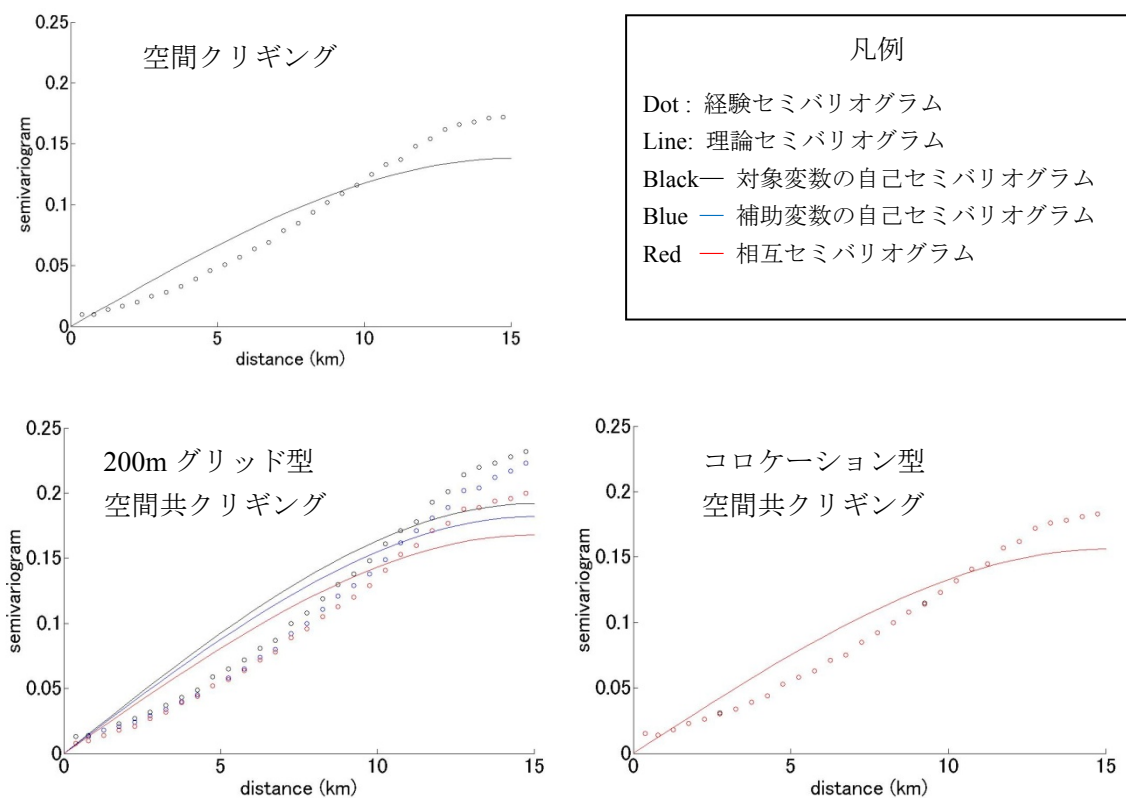 空間クリギング
0.25
0.2
0.15
0.1
0.05
0
semivariogram
0 5 10 15
distance (km)
凡例
Dot : 経験セミバリオグラム
Line: 理論セミバリオグラム
Black— 対象変数の自己セミバリオグラム
Blue — 補助変数の自己セミバリオグラム
Red — 相互セミバリオグラム
200m グリッド型
空間共クリギング
0.25
0.2
0.15
0.1
0.05
0
semivariogram
0 5 10 15
distance (km)
コロケーション型
空間共クリギング
0.25
0.2
0.15
0.1
0.05
0
semivariogram
0 5 10 15
distance (km)